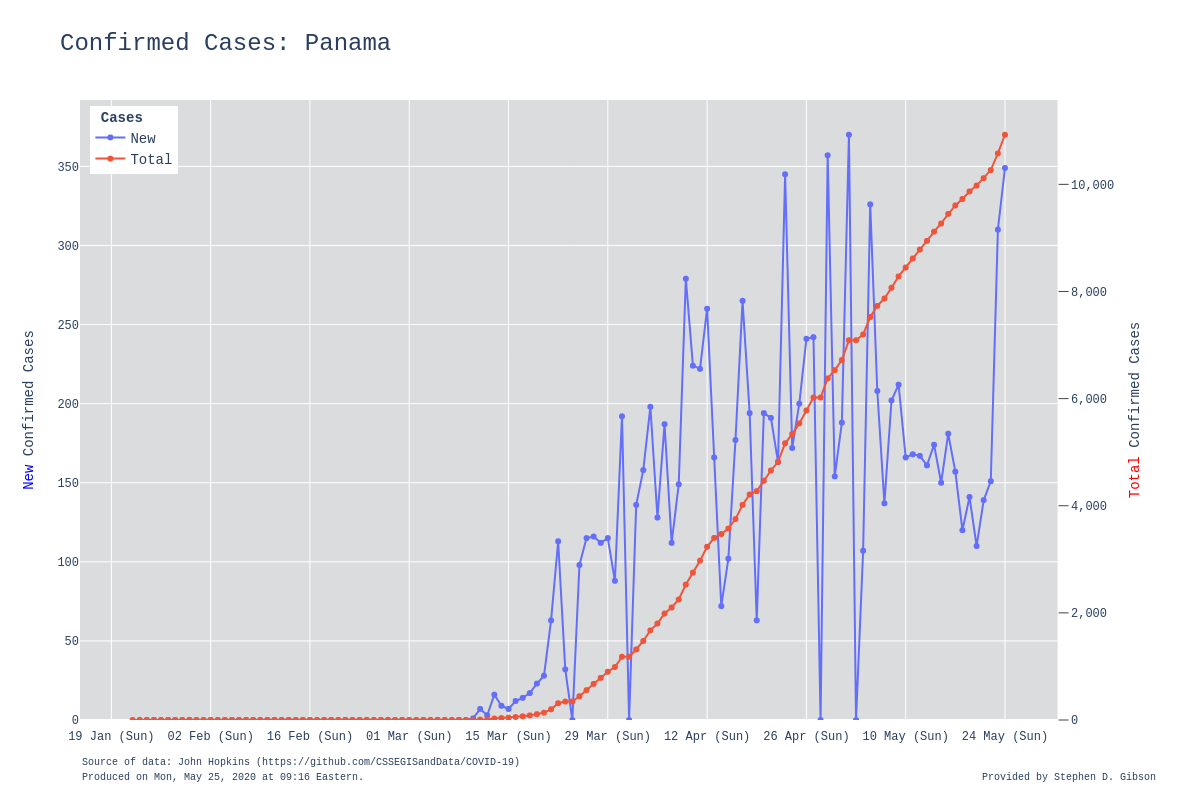 Confirmed Cases: Panama
Cases
New
Total
350
300
250
200
150
100
50
0
New Confirmed Cases
10,000
8,000
6,000
4,000
2,000
0
Total Confirmed Cases
19 Jan (Sun) 02 Feb (Sun) 16 Feb (Sun) 01 Mar (Sun) 15 Mar (Sun) 29 Mar (Sun) 12 Apr (Sun) 26 Apr (Sun) 10 May (Sun) 24 May (Sun)
Source of data: John Hopkins (https://github.com/CSSEGISandData/COVID-19)
Produced on Mon, May 25, 2020 at 09:16 Eastern.
Provided by Stephen D. Gibson